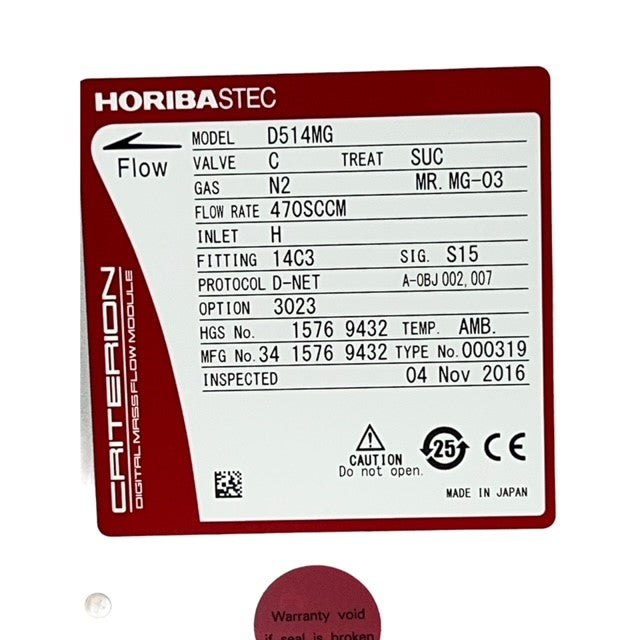 HORIBASTEC
Flow
MODEL D514MG
VALVE C TREAT SUC
GAS N2 MR. MG-03
FLOW RATE 470SCCM
INLET H
FITTING 14C3 SIG. S15
PROTOCOL D-NET A-OBJ 002,007
OPTION 3023
HGS No. 1576 9432 TEMP. AMB.
MFG No. 34 1576 9432 TYPE No. 000319
INSPECTED 04 Nov 2016
CRITERION
DIGITAL MASS FLOW MODULE
CAUTION
Do not open.
25
CE
MADE IN JAPAN
Warranty void
if seal is broken